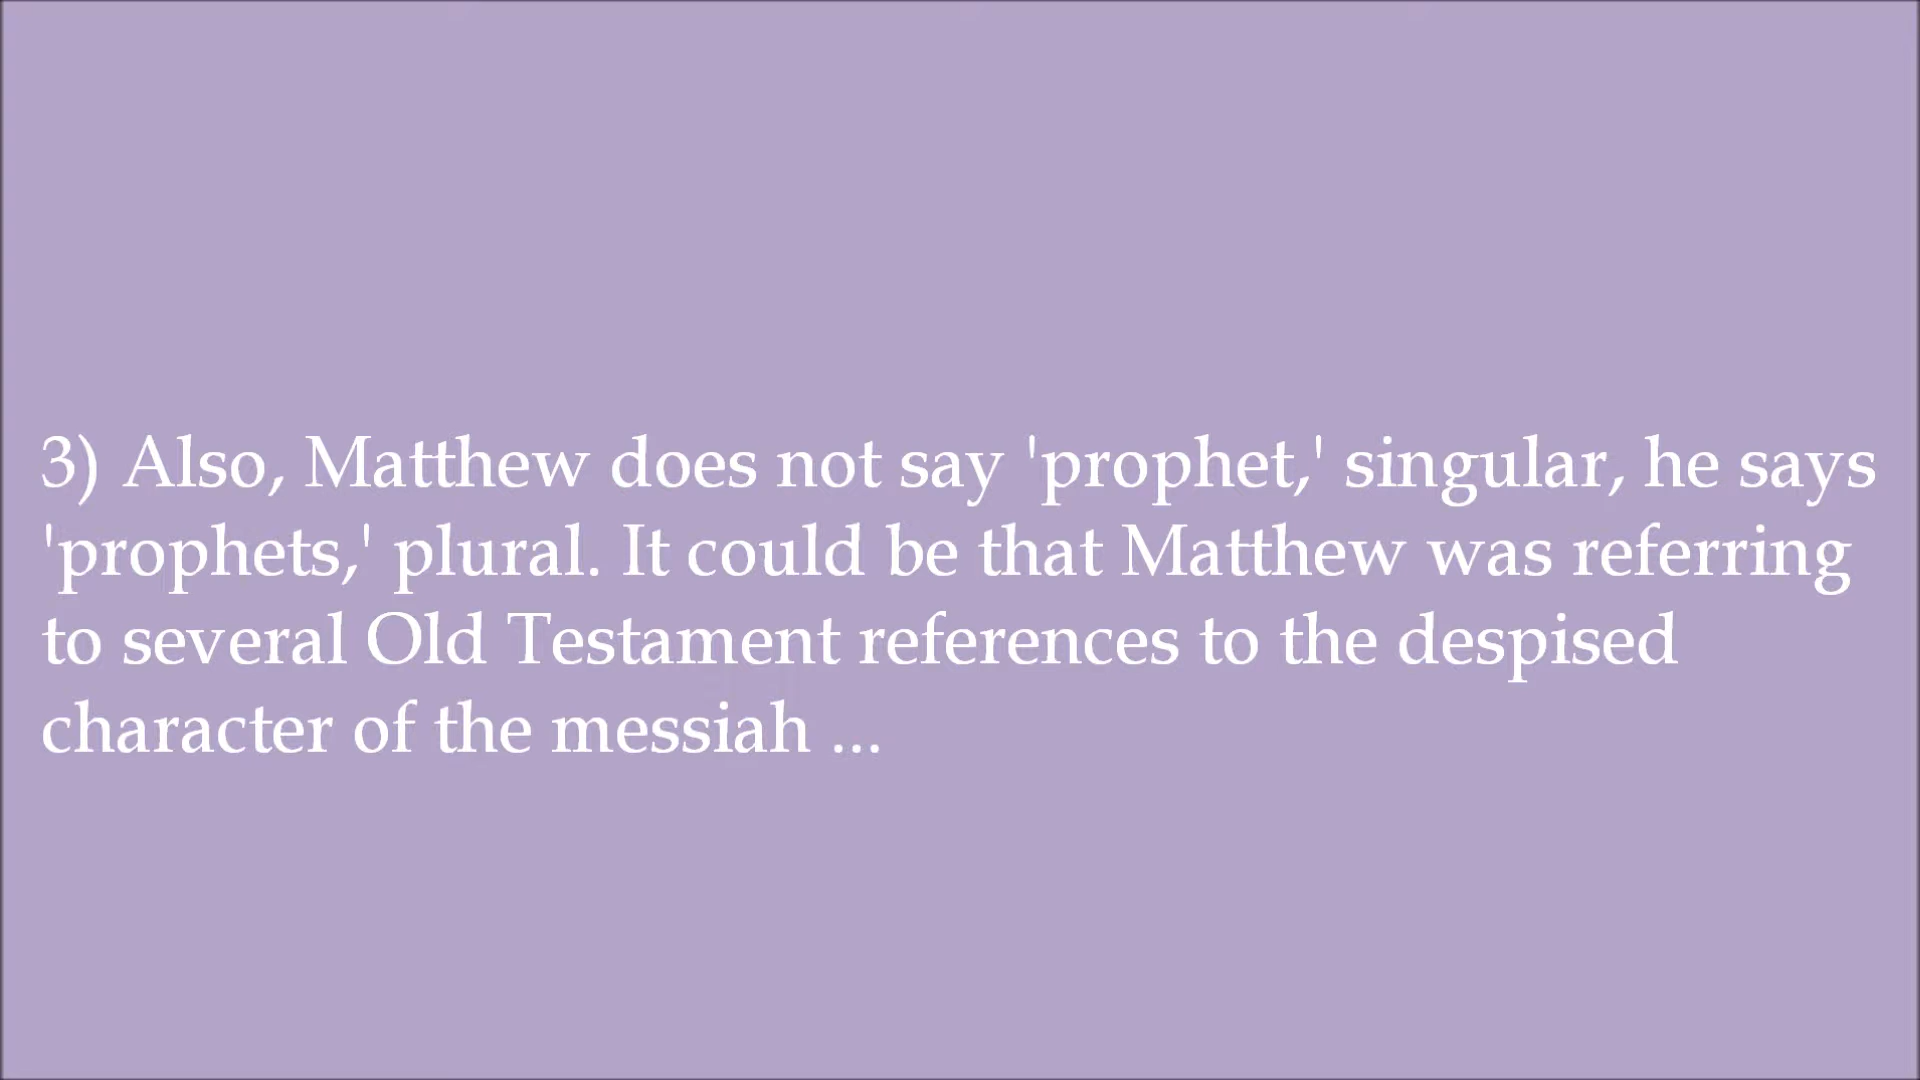 3) Also, Matthew does not say 'prophet,' singular, he says
'prophets,' plural. It could be that Matthew was referring
to several Old Testament references to the despised
character of the messiah ...